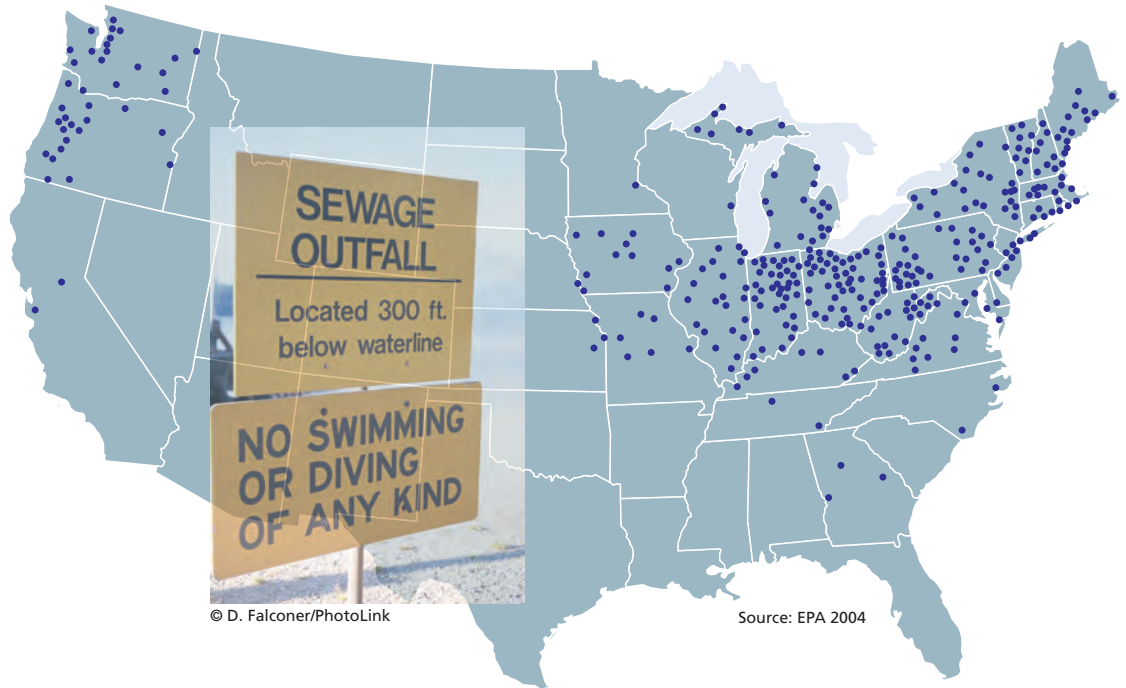 SEWAGE
OUTFALL
Located 300 ft.
below waterline
NO SWIMMING
OR DIVING
OF ANY KIND
© D. Falconer/PhotoLink
Source: EPA 2004